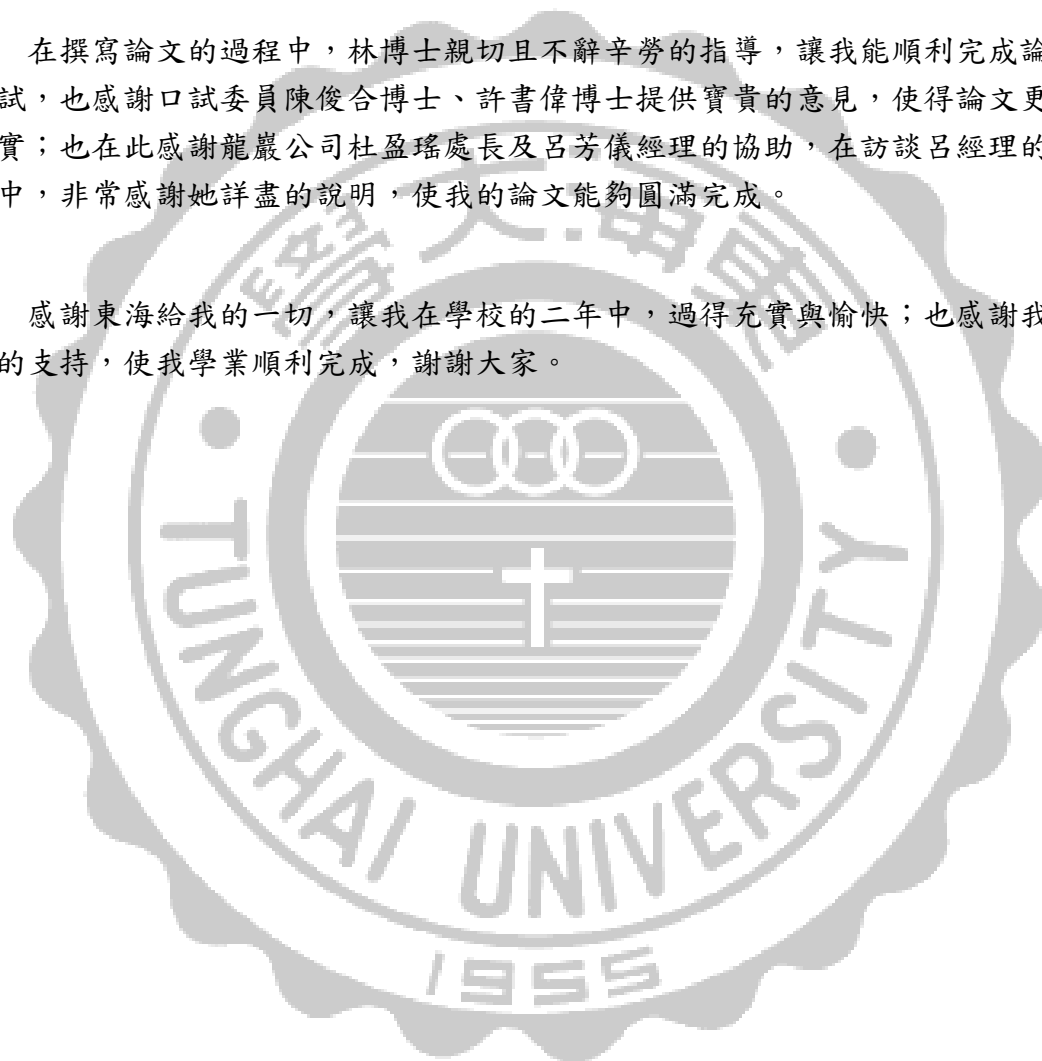 在撰寫論文的過程中，林博士親切且不辭辛勞的指導，讓我能順利完成論
試，也感謝口試委員陳俊合博士、許書偉博士提供寶貴的意見，使得論文更
實；也在此感謝龍巖公司杜盈瑤處長及呂芳儀經理的協助，在訪談呂經理的
中，非常感謝她詳盡的說明，使我的論文能夠圓滿完成。
感謝東海給我的一切，讓我在學校的二年中，過得充實與愉快；也感謝我
的支持，使我學業順利完成，謝謝大家。
學大海東
TUNGHAI UNIVERSITY
1955